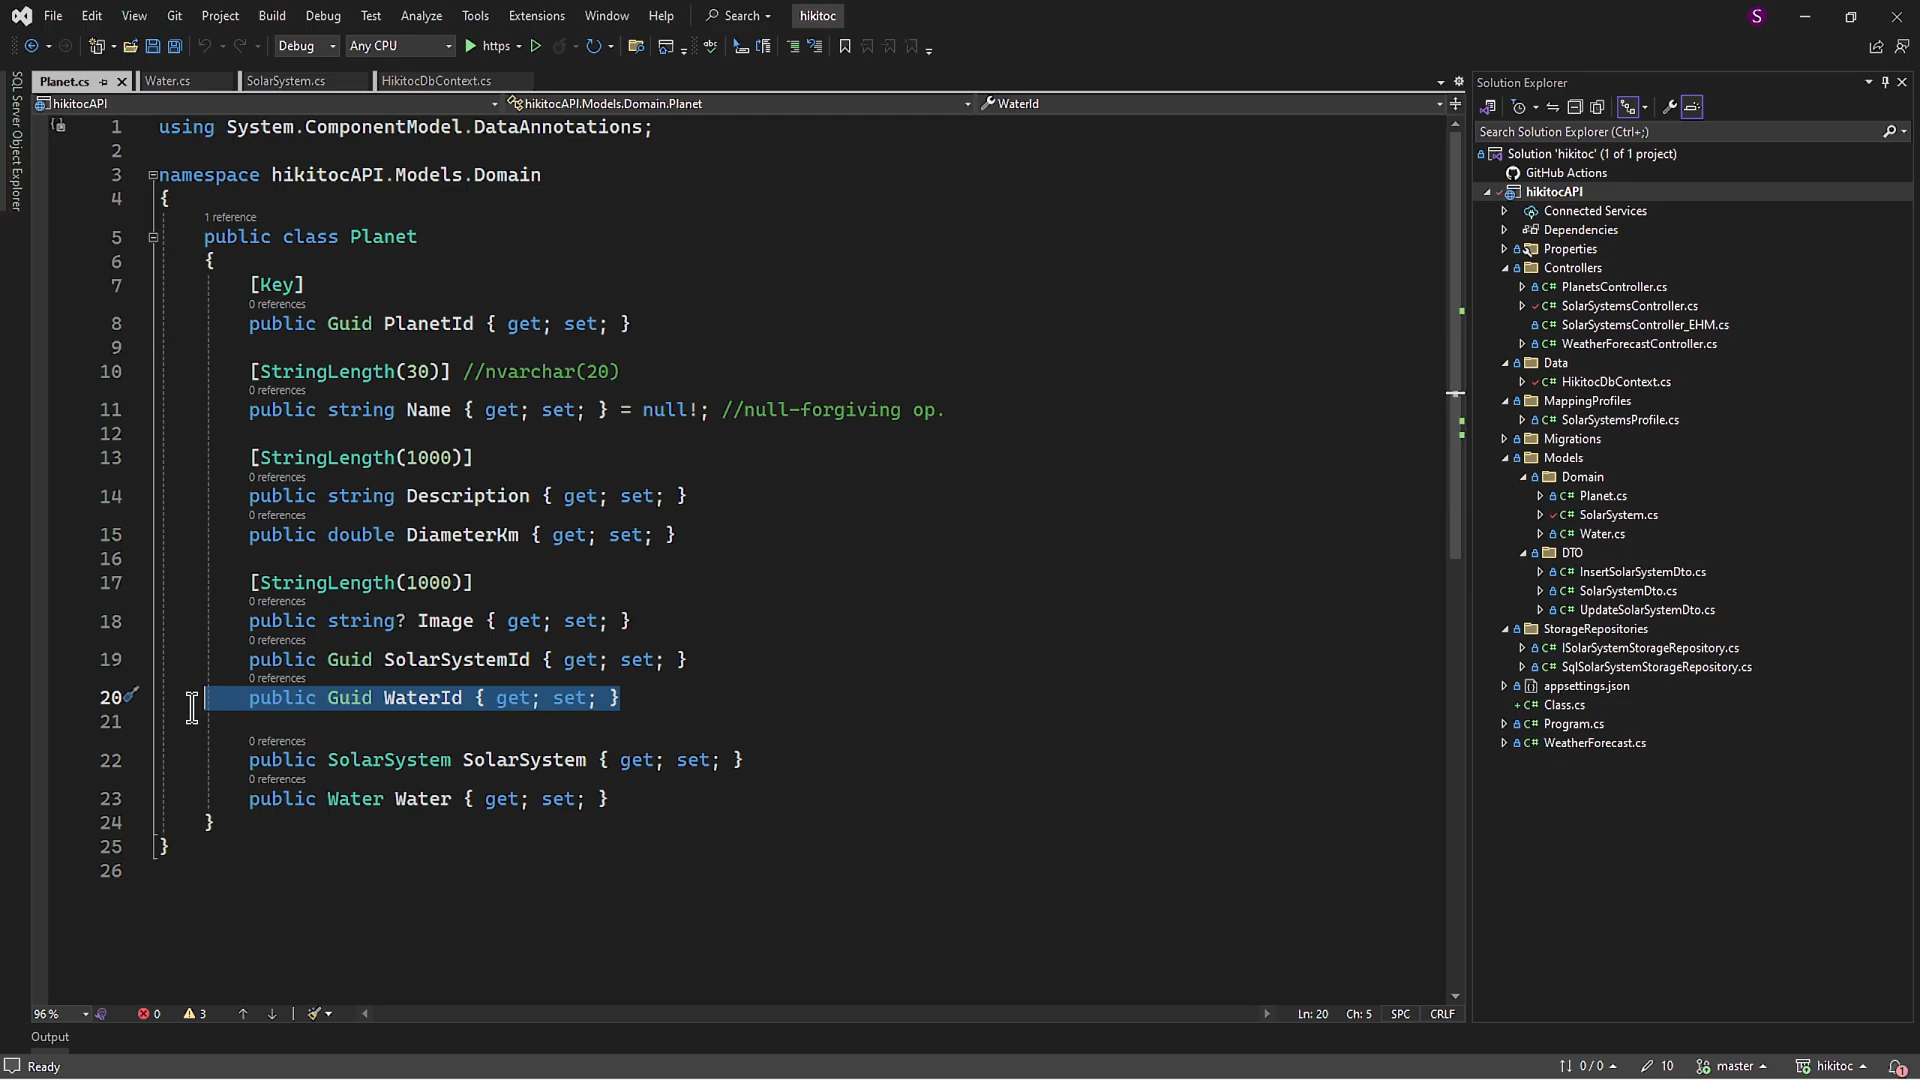 File Edit View Git Project Build Debug Test Analyze Tools Extensions Window Help Search hikitoc S
Debug Any CPU https
Planet.cs Water.cs SolarSystem.cs HikitocDbContext.cs
hikitocAPI hikitocAPI.Models.Domain.Planet WaterId
SQL Server Object Explorer
1 using System.ComponentModel.DataAnnotations;
2
3 namespace hikitocAPI.Models.Domain
4 {
1 reference
5 public class Planet
6 {
7 [Key]
0 references
8 public Guid PlanetId { get; set; }
9
10 [StringLength(30)] //nvarchar(20)
0 references
11 public string Name { get; set; } = null!; //null-forgiving op.
12
13 [StringLength(1000)]
0 references
14 public string Description { get; set; }
0 references
15 public double DiameterKm { get; set; }
16
17 [StringLength(1000)]
0 references
18 public string? Image { get; set; }
0 references
19 public Guid SolarSystemId { get; set; }
0 references
20 public Guid WaterId { get; set; }
21
0 references
22 public SolarSystem SolarSystem { get; set; }
0 references
23 public Water Water { get; set; }
24 }
25 }
26
96 % 0 3 Ln: 20 Ch: 5 SPC CRLF
Output
Ready 0 / 0 10 master hikitoc 1
Solution Explorer
Search Solution Explorer (Ctrl+;)
Solution 'hikitoc' (1 of 1 project)
GitHub Actions
hikitocAPI
Connected Services
Dependencies
Properties
Controllers
C# PlanetsController.cs
C# SolarSystemsController.cs
C# SolarSystemsController_EHM.cs
C# WeatherForecastController.cs
Data
C# HikitocDbContext.cs
MappingProfiles
C# SolarSystemsProfile.cs
Migrations
Models
Domain
C# Planet.cs
C# SolarSystem.cs
C# Water.cs
DTO
C# InsertSolarSystemDto.cs
C# SolarSystemDto.cs
C# UpdateSolarSystemDto.cs
StorageRepositories
C# ISolarSystemStorageRepository.cs
C# SqlSolarSystemStorageRepository.cs
appsettings.json
+ C# Class.cs
C# Program.cs
C# WeatherForecast.cs